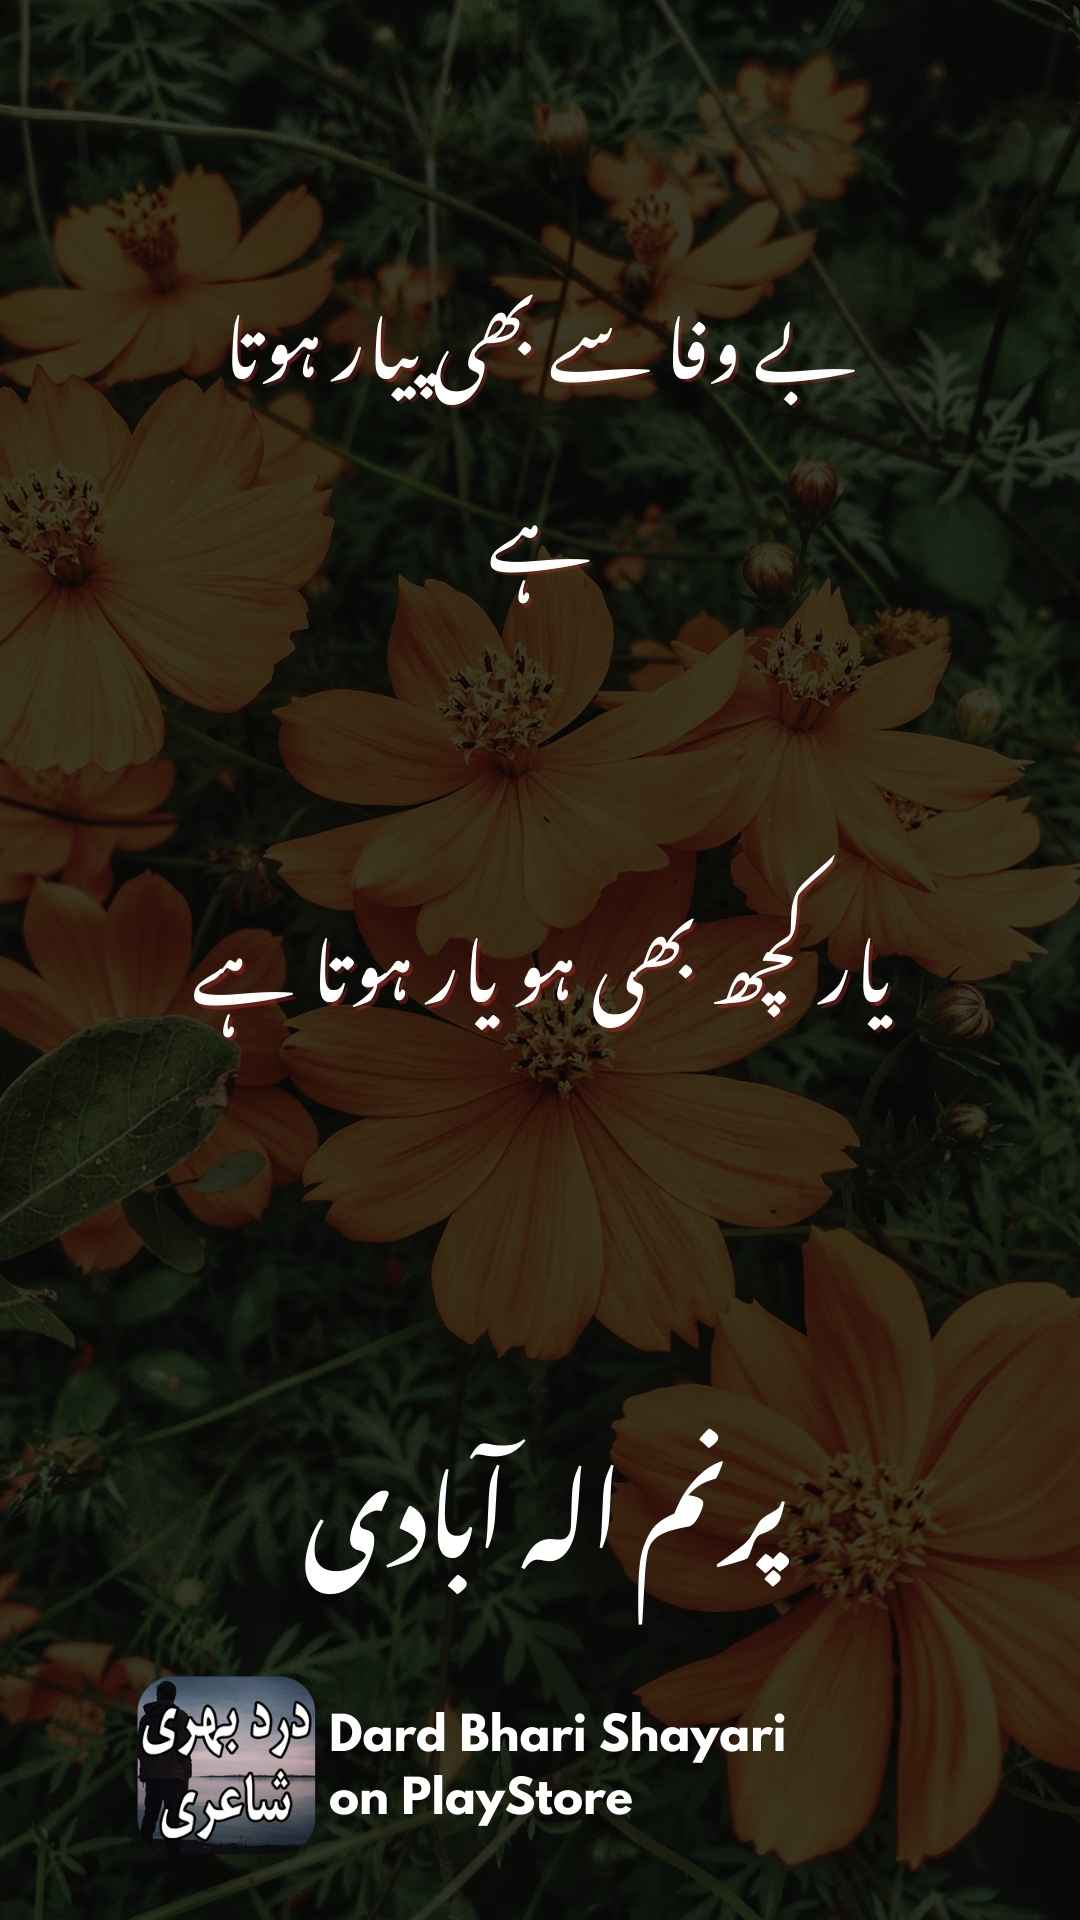 بے وفا سے بھی پیار ہوتا
ہے
یار کچھ بھی ہو یار ہوتا ہے
پرنم الہ آبادی
درد بھری
شاعری
Dard Bhari Shayari
on PlayStore